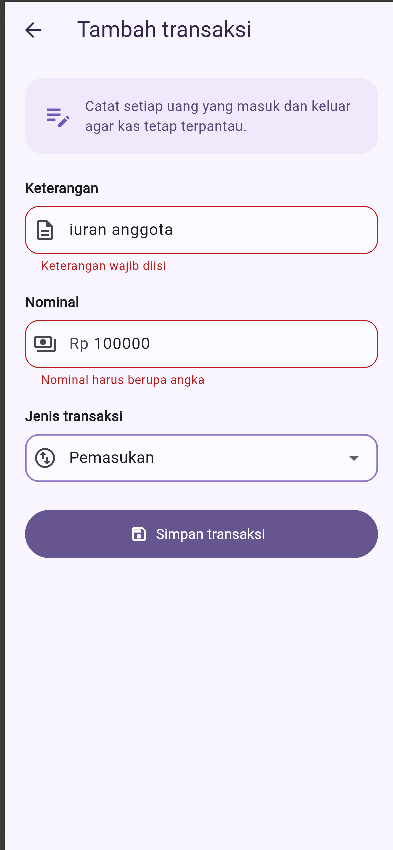 Tambah transaksi
Catat setiap uang yang masuk dan keluar
agar kas tetap terpantau.
Keterangan
iuran anggota
Keterangan wajib diisi
Nominal
Rp 100000
Nominal harus berupa angka
Jenis transaksi
Pemasukan
Simpan transaksi